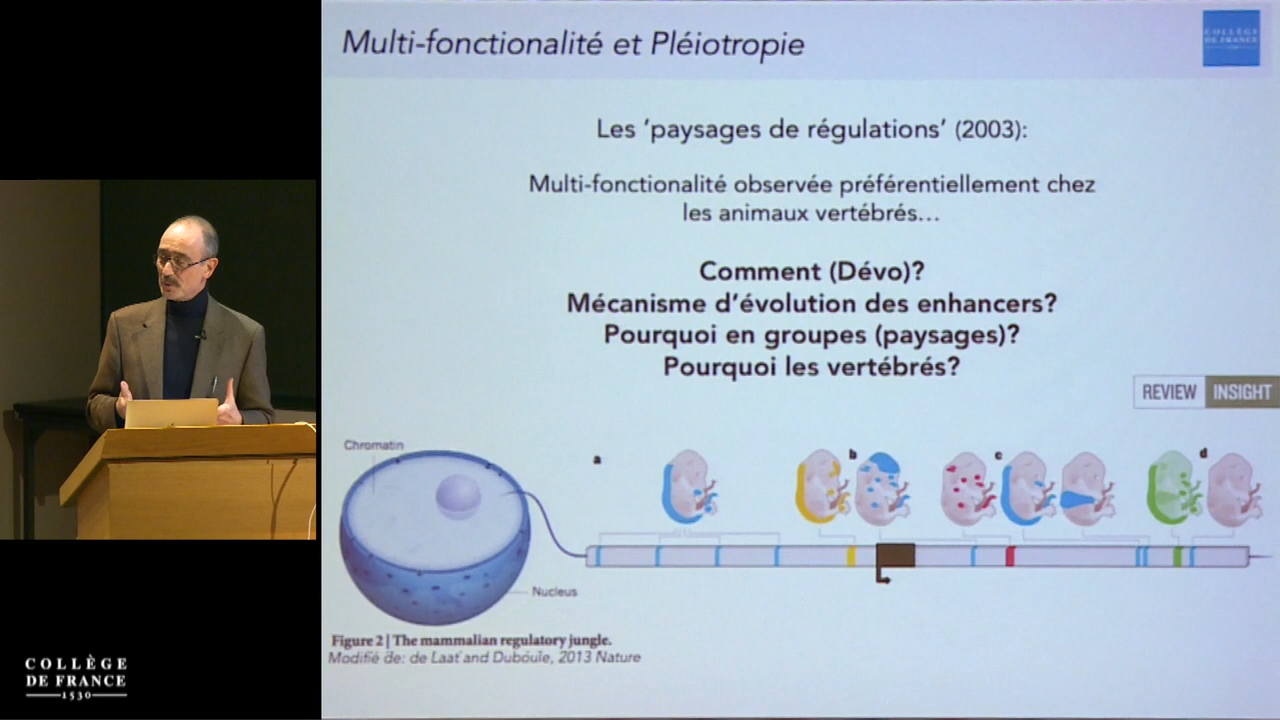 Multi-fonctionalité et Pléiotropie
COLLÈGE
DE FRANCE
1530
Les 'paysages de régulations' (2003):
Multi-fonctionalité observée préférentiellement chez
les animaux vertébrés...
Comment (Dévo)?
Mécanisme d'évolution des enhancers?
Pourquoi en groupes (paysages)?
Pourquoi les vertébrés?
REVIEW INSIGHT
Chromatin
a
b
c
d
Nucleus
Figure 2 | The mammalian regulatory jungle.
Modifié de: de Laat and Duboule, 2013 Nature
COLLÈGE
DE FRANCE
1530